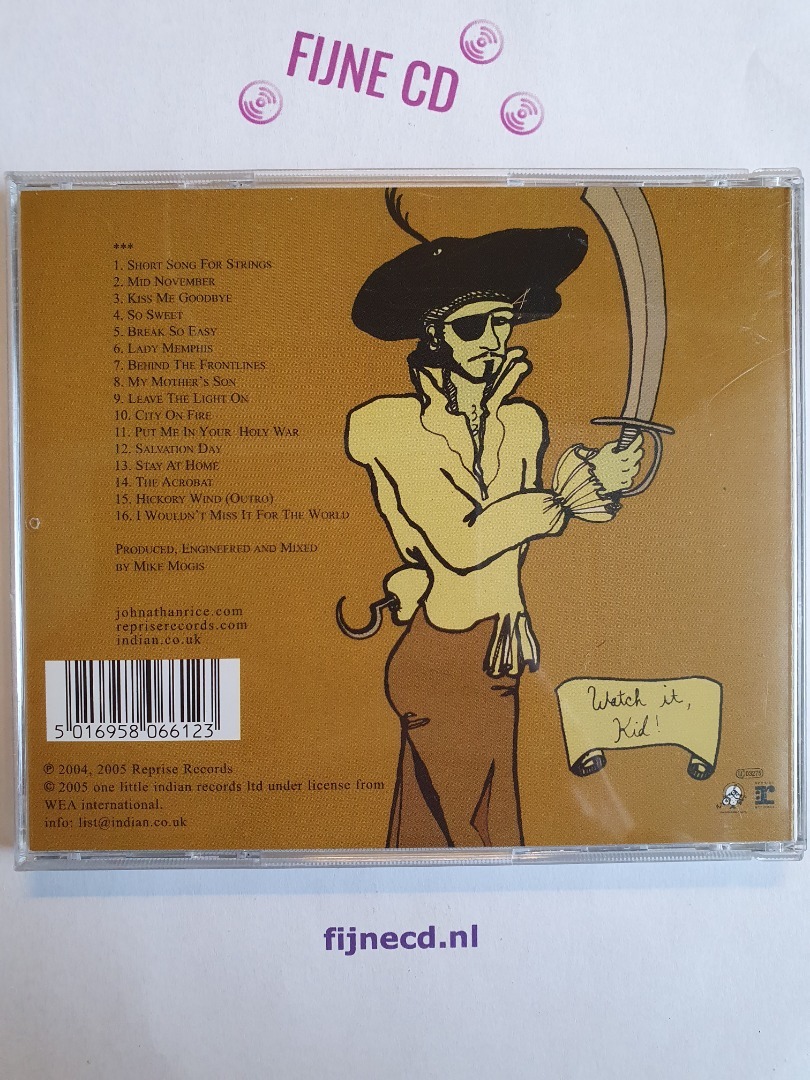 FIJNE CD
***
1. Short Song For Strings
2. Mid November
3. Kiss Me Goodbye
4. So Sweet
5. Break So Easy
6. Lady Memphis
7. Behind The Frontlines
8. My Mother's Son
9. Leave The Light On
10. City On Fire
11. Put Me In Your Holy War
12. Salvation Day
13. Stay At Home
14. The Acrobat
15. Hickory Wind (Outro)
16. I Wouldn't Miss It For The World
Produced, Engineered and Mixed
by Mike Mogis
johnathanrice.com
repriserecords.com
indian.co.uk
5 016958 066123
Watch it,
Kid!
℗ 2004, 2005 Reprise Records
© 2005 one little indian records ltd under license from
WEA international.
info: list@indian.co.uk
fijnecd.nl